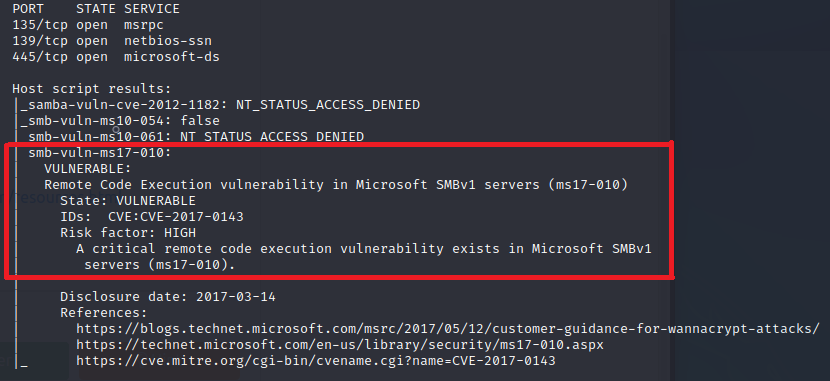 PORT    STATE SERVICE
135/tcp open  msrpc
139/tcp open  netbios-ssn
445/tcp open  microsoft-ds
Host script results:
|_samba-vuln-cve-2012-1182: NT_STATUS_ACCESS_DENIED
|_smb-vuln-ms10-054: false
|_smb-vuln-ms10-061: NT_STATUS_ACCESS_DENIED
| smb-vuln-ms17-010:
|   VULNERABLE:
|   Remote Code Execution vulnerability in Microsoft SMBv1 servers (ms17-010)
|     State: VULNERABLE
|     IDs:  CVE:CVE-2017-0143
|     Risk factor: HIGH
|       A critical remote code execution vulnerability exists in Microsoft SMBv1
|        servers (ms17-010).
|
|     Disclosure date: 2017-03-14
|     References:
|       https://blogs.technet.microsoft.com/msrc/2017/05/12/customer-guidance-for-wannacrypt-attacks/
|       https://technet.microsoft.com/en-us/library/security/ms17-010.aspx
|_      https://cve.mitre.org/cgi-bin/cvename.cgi?name=CVE-2017-0143